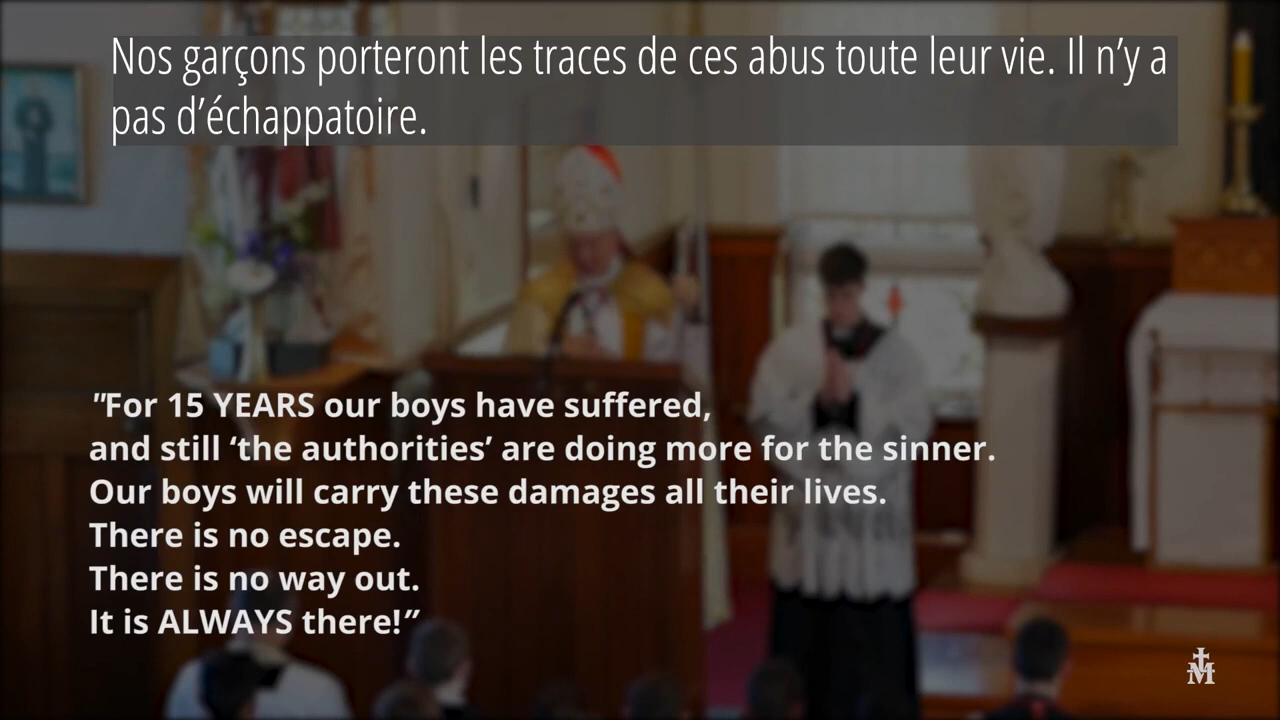 Nos garçons porteront les traces de ces abus toute leur vie. Il n’y a
pas d’échappatoire.
"For 15 YEARS our boys have suffered,
and still ‘the authorities’ are doing more for the sinner.
Our boys will carry these damages all their lives.
There is no escape.
There is no way out.
It is ALWAYS there!”